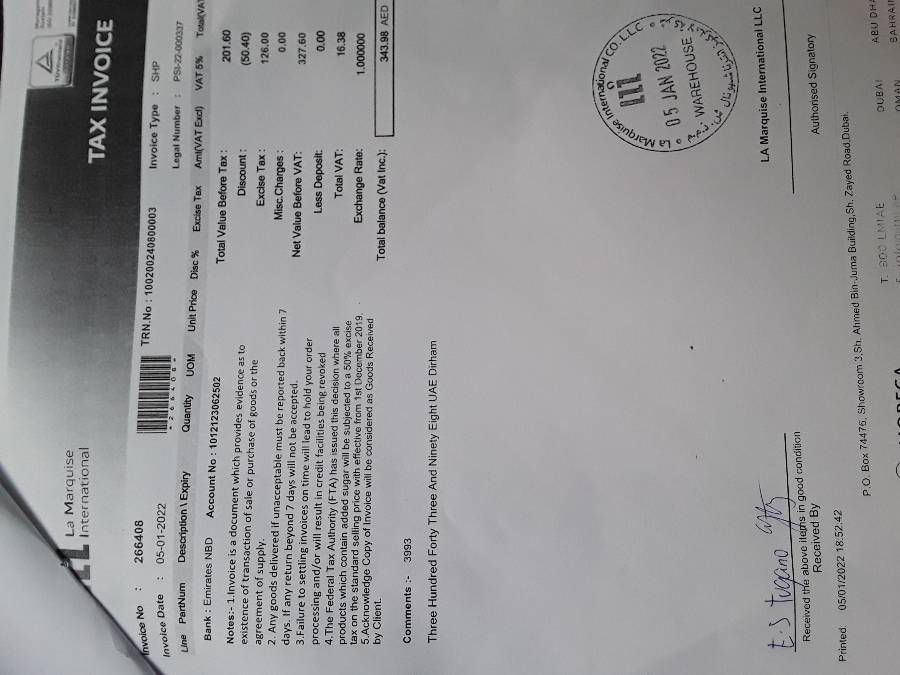 La Marquise
International
TAX INVOICE
Invoice No : 266408
TRN.No : 100200240800003
Invoice Type : SHP
Invoice Date : 05-01-2022
*266408*
Legal Number : PSI-22-000337
Line PartNum Description \ Expiry Quantity UOM Unit Price Disc % Excise Tax Amt(VAT Excl) VAT 5% Total(VAT
Bank : Emirates NBD Account No : 1012123062502
Total Value Before Tax : 201.60
Discount : (50.40)
Excise Tax : 126.00
Misc.Charges : 0.00
Net Value Before VAT: 327.60
Less Deposit: 0.00
Total VAT: 16.38
Exchange Rate: 1.000000
Total balance (Vat Inc.): 343.98 AED
Notes:- 1.Invoice is a document which provides evidence as to
existence of transaction of sale or purchase of goods or the
agreement of supply.
2. Any goods delivered if unacceptable must be reported back within 7
days. If any return beyond 7 days will not be accepted.
3.Failure to settling invoices on time will lead to hold your order
processing and/or will result in credit facilities being revoked
4.The Federal Tax Authority (FTA) has issued this decision where all
products which contain added sugar will be subjected to a 50% excise
tax on the standard selling price with effective from 1st December 2019 .
5.Acknowledge Copy of Invoice will be considered as Goods Received
by Client.
Comments :- 3993
Three Hundred Forty Three And Ninety Eight UAE Dirham
La Marquise International CO. LLC
05 JAN 2022
WAREHOUSE
LA Marquise International LLC
Authorised Signatory
Received the above items in good condition
Received By
Printed: 05/01/2022 18:52:42
P.O. Box 74476, Showroom 3,Sh. Ahmed Bin-Juma Building,Sh. Zayed Road,Dubai.
T. 800 LMIAE
DUBAI
ABU DHA
OMAN
BAHRAIN